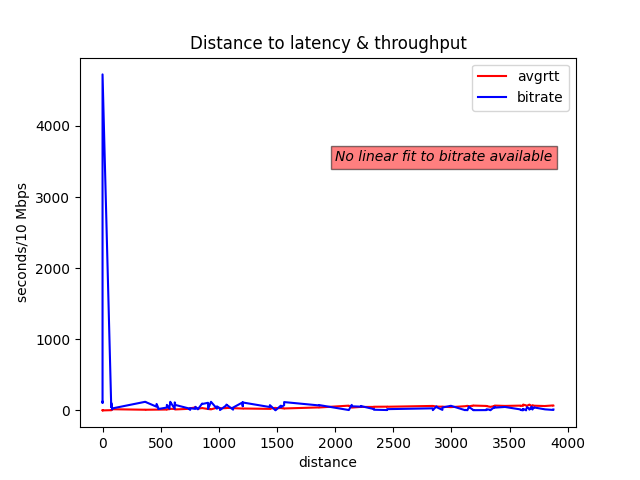 Distance to latency & throughput
avgrtt
bitrate
No linear fit to bitrate available
seconds/10 Mbps
4000
3000
2000
1000
0
0 500 1000 1500 2000 2500 3000 3500 4000
distance